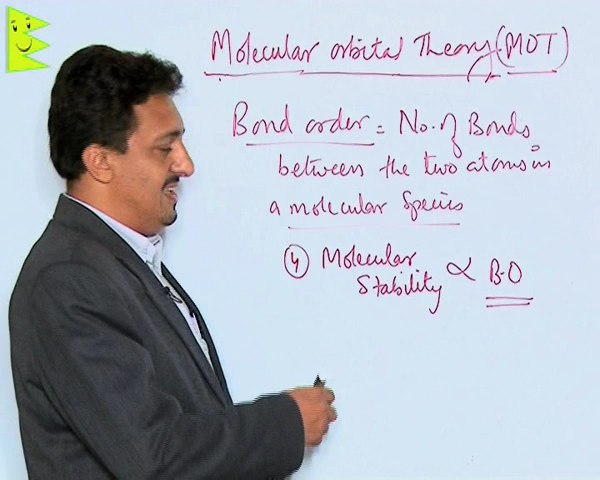 Molecular orbital Theory (MOT)
Bond order = No. of Bonds
between the two atoms in
a molecular Species
④ Molecular
Stability ∝ B.O